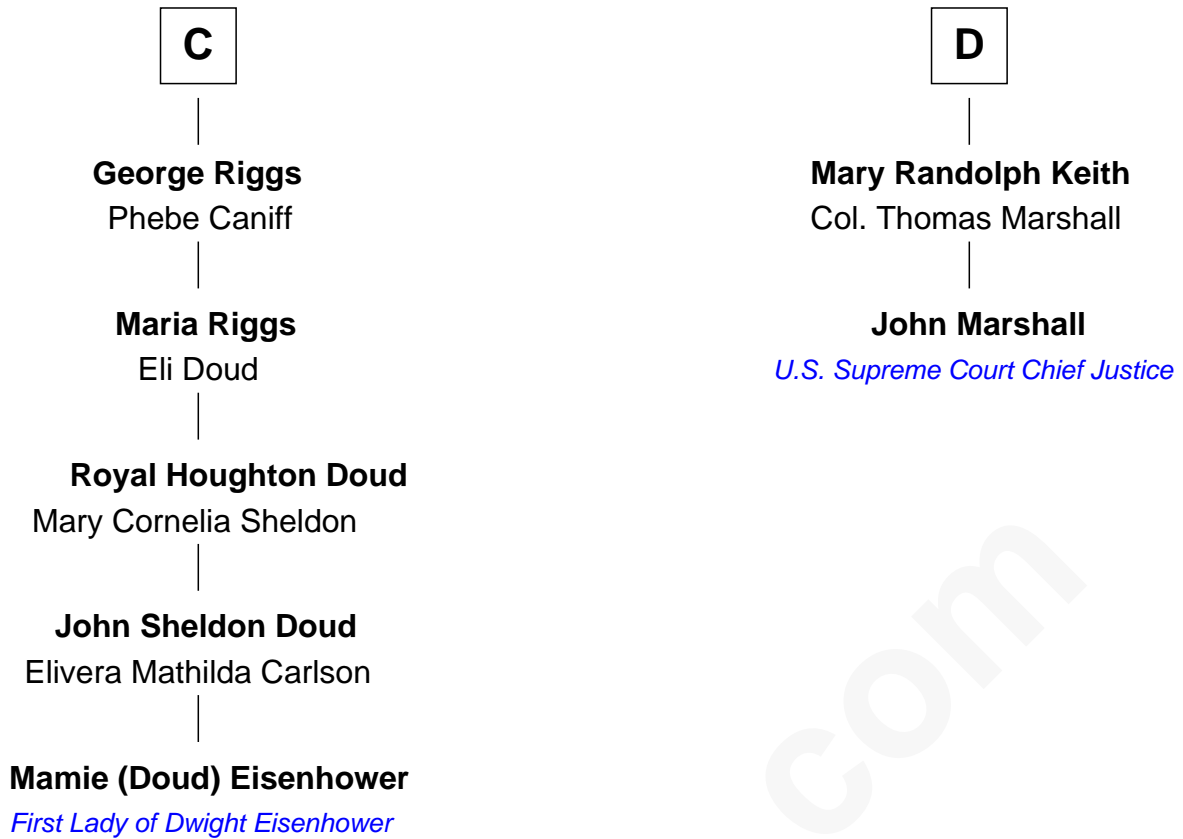 C
George Riggs
Phebe Caniff
Maria Riggs
Eli Doud
Royal Houghton Doud
Mary Cornelia Sheldon
John Sheldon Doud
Elivera Mathilda Carlson
Mamie (Doud) Eisenhower
First Lady of Dwight Eisenhower
D
Mary Randolph Keith
Col. Thomas Marshall
John Marshall
U.S. Supreme Court Chief Justice
com